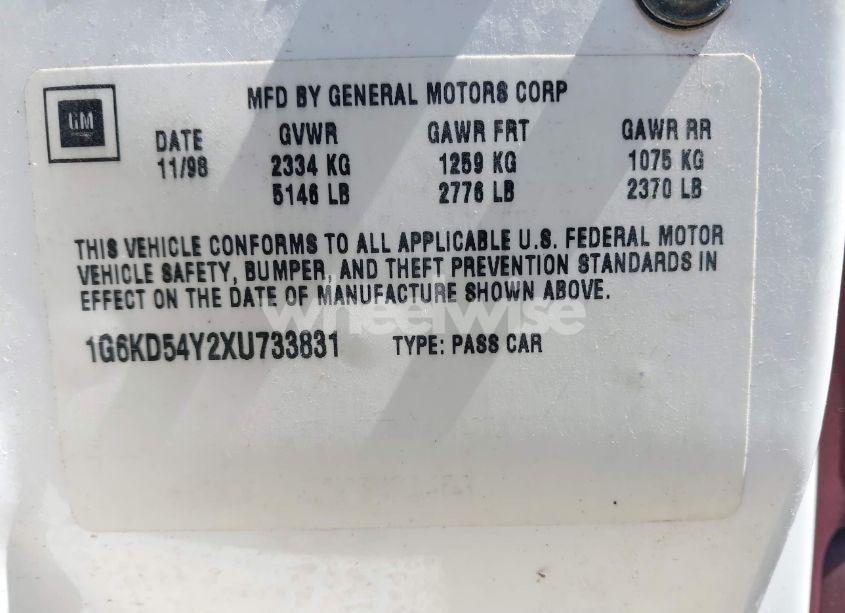 MFD BY GENERAL MOTORS CORP
GM
DATE GVWR GAWR FRT GAWR RR
11/98 2334 KG 1259 KG 1075 KG
5146 LB 2776 LB 2370 LB
THIS VEHICLE CONFORMS TO ALL APPLICABLE U.S. FEDERAL MOTOR
VEHICLE SAFETY, BUMPER, AND THEFT PREVENTION STANDARDS IN
EFFECT ON THE DATE OF MANUFACTURE SHOWN ABOVE.
wheelwise
1G6KD54Y2XU733831 TYPE: PASS CAR